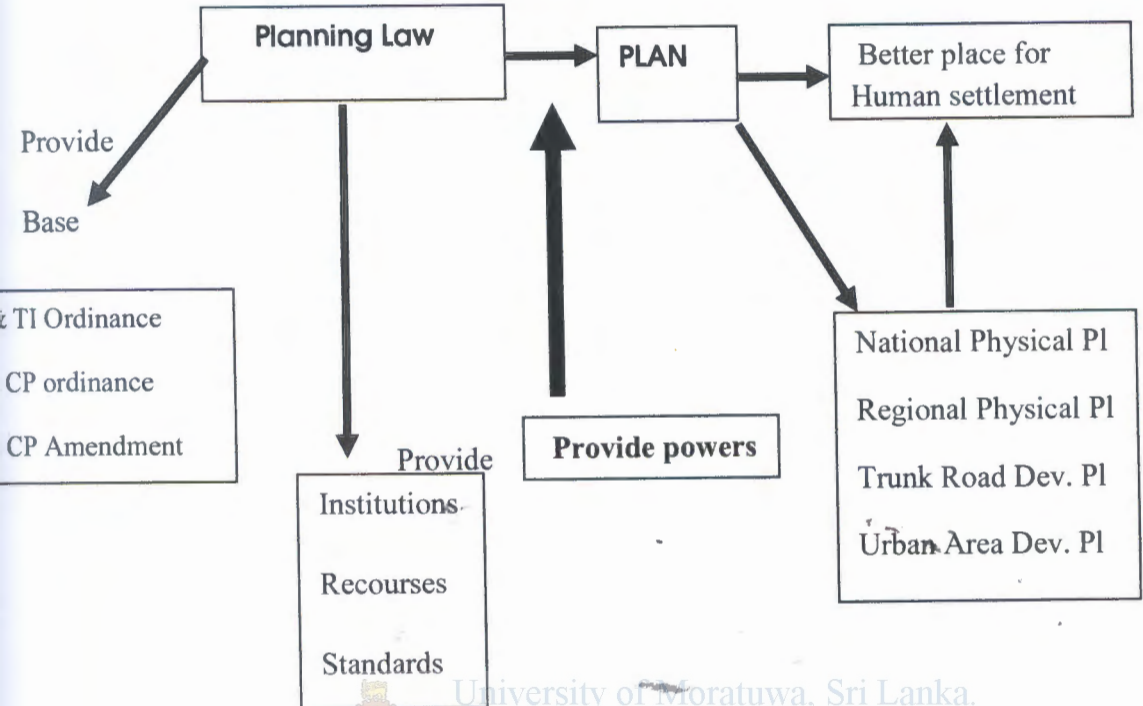 Planning Law
PLAN
Better place for
Human settlement
Provide
Base
TI Ordinance
CP ordinance
CP Amendment
Provide
Institutions
Recourses
Standards
Provide powers
National Physical Pl
Regional Physical Pl
Trunk Road Dev. Pl
Urban Area Dev. Pl
University of Moratuwa, Sri Lanka.